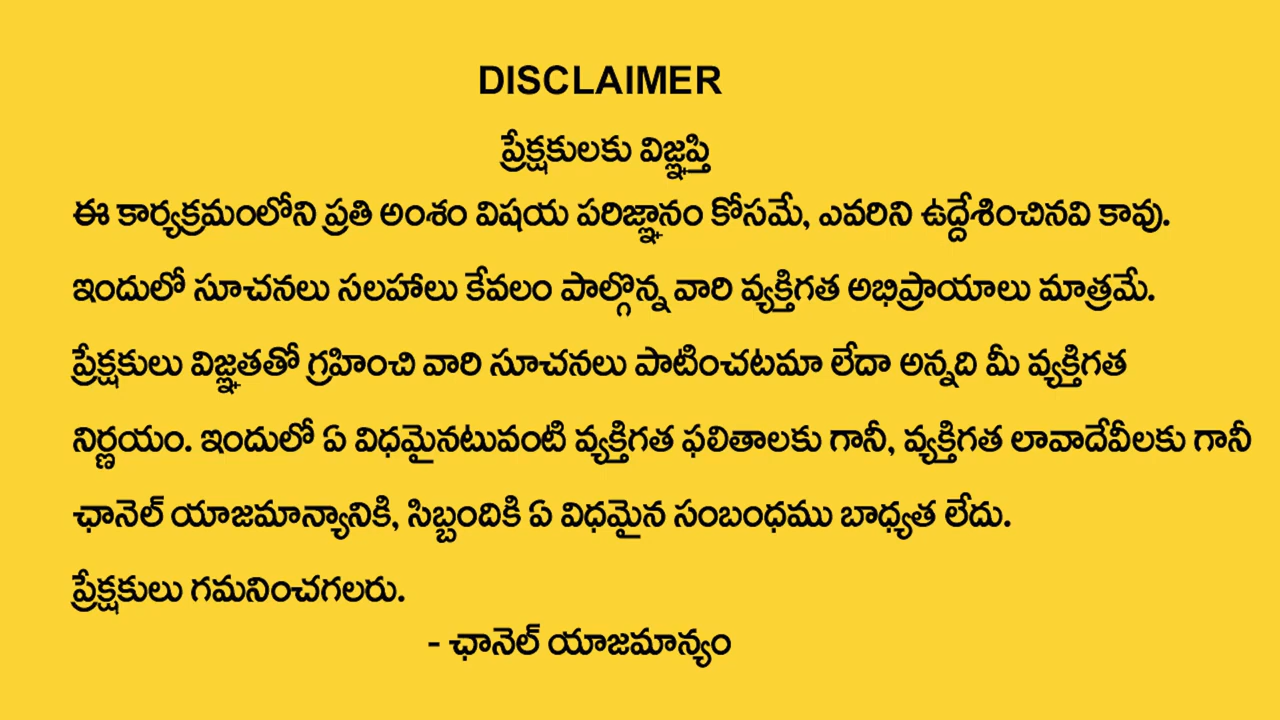 DISCLAIMER
ప్రేక్షకులకు విజ్ఞప్తి
ఈ కార్యక్రమంలోని ప్రతి అంశం విషయ పరిజ్ఞానం కోసమే, ఎవరిని ఉద్దేశించినవి కావు.
ఇందులో సూచనలు సలహాలు కేవలం పాల్గొన్న వారి వ్యక్తిగత అభిప్రాయాలు మాత్రమే.
ప్రేక్షకులు విజ్ఞతతో గ్రహించి వారి సూచనలు పాటించటమా లేదా అన్నది మీ వ్యక్తిగత
నిర్ణయం. ఇందులో ఏ విధమైనటువంటి వ్యక్తిగత ఫలితాలకు గానీ, వ్యక్తిగత లావాదేవీలకు గానీ
ఛానెల్ యాజమాన్యానికి, సిబ్బందికి ఏ విధమైన సంబంధము బాధ్యత లేదు.
ప్రేక్షకులు గమనించగలరు.
- ఛానెల్ యాజమాన్యం